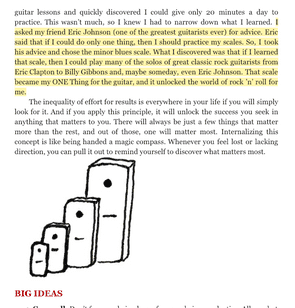 guitar lessons and quickly discovered I could give only 20 minutes a day to
practice. This wasn't much, so I knew I had to narrow down what I learned. I
asked my friend Eric Johnson (one of the greatest guitarists ever) for advice. Eric
said that if I could do only one thing, then I should practice my scales. So, I took
his advice and chose the minor blues scale. What I discovered was that if I learned
that scale, then I could play many of the solos of great classic rock guitarists from
Eric Clapton to Billy Gibbons and, maybe someday, even Eric Johnson. That scale
became my ONE Thing for the guitar, and it unlocked the world of rock 'n' roll for
me.
The inequality of effort for results is everywhere in your life if you will simply
look for it. And if you apply this principle, it will unlock the success you seek in
anything that matters to you. There will always be just a few things that matter
more than the rest, and out of those, one will matter most. Internalizing this
concept is like being handed a magic compass. Whenever you feel lost or lacking
direction, you can pull it out to remind yourself to discover what matters most.
BIG IDEAS